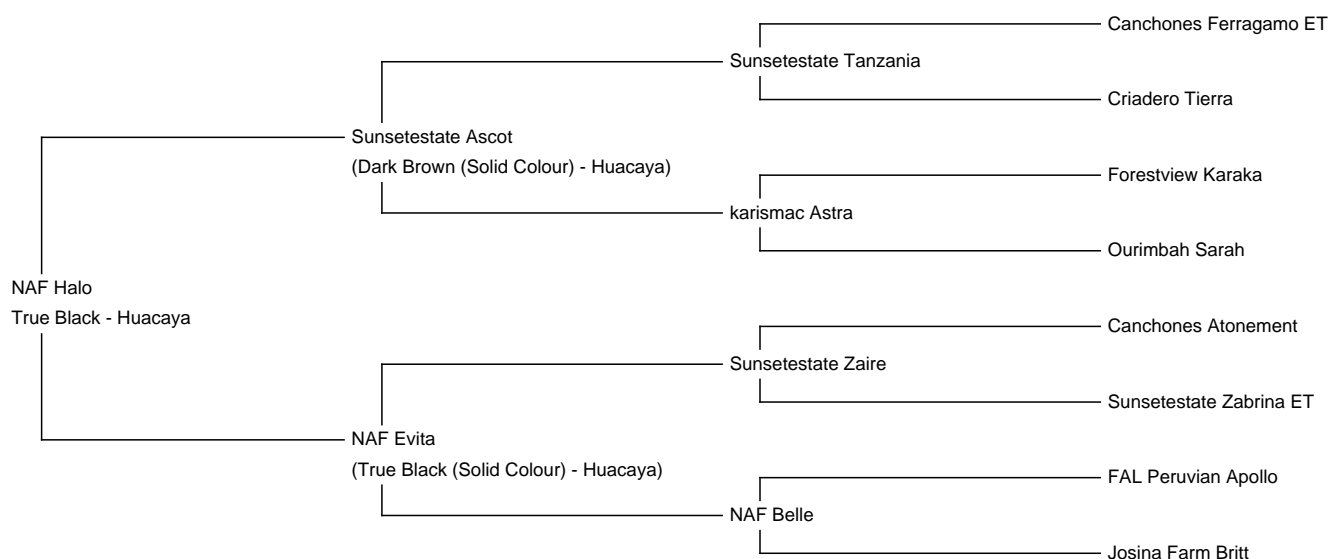 Canchones Ferragamo ET
Sunsetestate Tanzania
Criadero Tierra
Sunsetestate Ascot
(Dark Brown (Solid Colour) - Huacaya)
Forestview Karaka
karismac Astra
Ourimbah Sarah
NAF Halo
True Black - Huacaya
Canchones Atonement
Sunsetestate Zaire
Sunsetestate Zabrina ET
NAF Evita
(True Black (Solid Colour) - Huacaya)
FAL Peruvian Apollo
NAF Belle
Josina Farm Britt